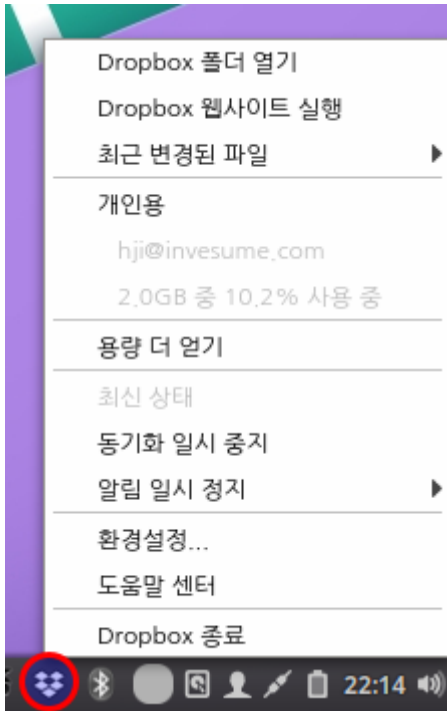 Dropbox 폴더 열기
Dropbox 웹사이트 실행
최근 변경된 파일
개인용
hji@invesume.com
2.0GB 중 10.2% 사용 중
용량 더 얻기
최신 상태
동기화 일시 중지
알림 일시 정지
환경설정...
도움말 센터
Dropbox 종료
22:14